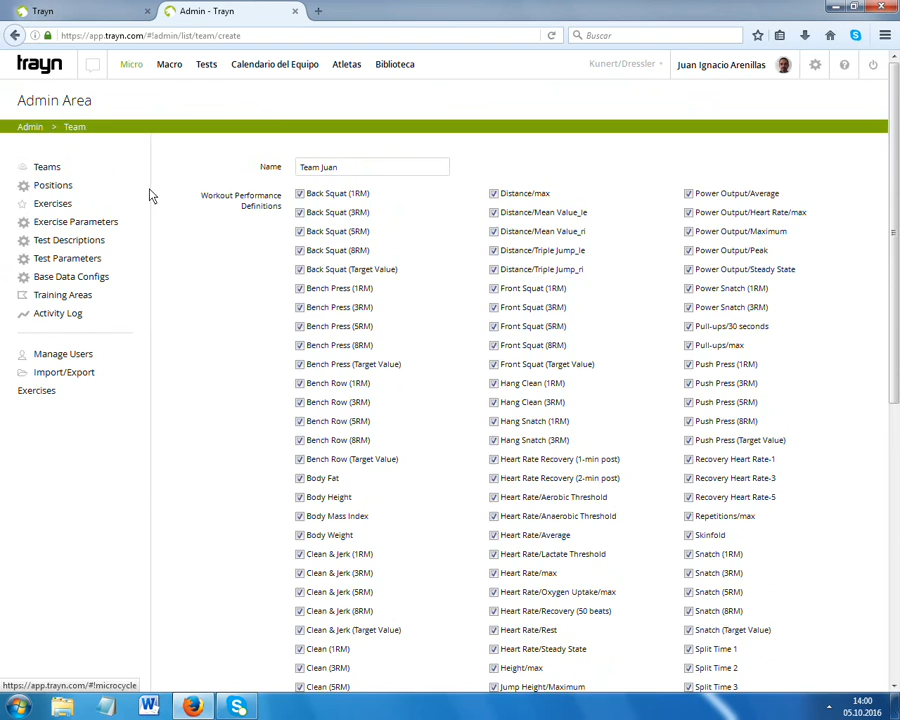 Trayn
Admin - Trayn
https://app.trayn.com/#!admin/list/team/create
Buscar
trayn
Micro
Macro
Tests
Calendario del Equipo
Atletas
Biblioteca
Kunert/Dressler
Juan Ignacio Arenillas
Admin Area
Admin > Team
Teams
Positions
Exercises
Exercise Parameters
Test Descriptions
Test Parameters
Base Data Configs
Training Areas
Activity Log
Manage Users
Import/Export
Exercises
Name
Team Juan
Workout Performance
Definitions
Back Squat (1RM)
Back Squat (3RM)
Back Squat (5RM)
Back Squat (8RM)
Back Squat (Target Value)
Bench Press (1RM)
Bench Press (3RM)
Bench Press (5RM)
Bench Press (8RM)
Bench Press (Target Value)
Bench Row (1RM)
Bench Row (3RM)
Bench Row (5RM)
Bench Row (8RM)
Bench Row (Target Value)
Body Fat
Body Height
Body Mass Index
Body Weight
Clean & Jerk (1RM)
Clean & Jerk (3RM)
Clean & Jerk (5RM)
Clean & Jerk (8RM)
Clean & Jerk (Target Value)
Clean (1RM)
Clean (3RM)
Clean (5RM)
Distance/max
Distance/Mean Value_le
Distance/Mean Value_ri
Distance/Triple Jump_le
Distance/Triple Jump_ri
Front Squat (1RM)
Front Squat (3RM)
Front Squat (5RM)
Front Squat (8RM)
Front Squat (Target Value)
Hang Clean (1RM)
Hang Clean (3RM)
Hang Snatch (1RM)
Hang Snatch (3RM)
Heart Rate Recovery (1-min post)
Heart Rate Recovery (2-min post)
Heart Rate/Aerobic Threshold
Heart Rate/Anaerobic Threshold
Heart Rate/Average
Heart Rate/Lactate Threshold
Heart Rate/max
Heart Rate/Oxygen Uptake/max
Heart Rate/Recovery (50 beats)
Heart Rate/Rest
Heart Rate/Steady State
Height/max
Jump Height/Maximum
Power Output/Average
Power Output/Heart Rate/max
Power Output/Maximum
Power Output/Peak
Power Output/Steady State
Power Snatch (1RM)
Power Snatch (3RM)
Pull-ups/30 seconds
Pull-ups/max
Push Press (1RM)
Push Press (3RM)
Push Press (5RM)
Push Press (8RM)
Push Press (Target Value)
Recovery Heart Rate-1
Recovery Heart Rate-3
Recovery Heart Rate-5
Repetitions/max
Skinfold
Snatch (1RM)
Snatch (3RM)
Snatch (5RM)
Snatch (8RM)
Snatch (Target Value)
Split Time 1
Split Time 2
Split Time 3
https://app.trayn.com/#!microcycle
14:00
05.10.2016